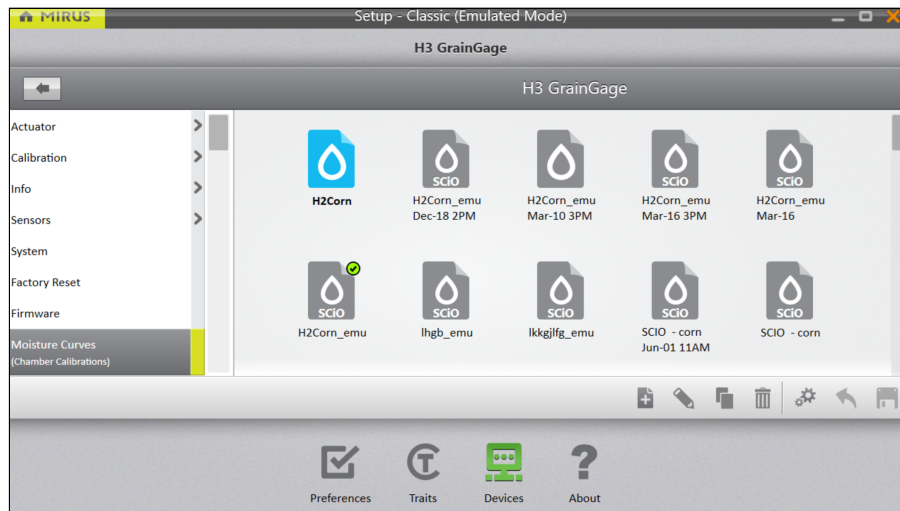 MIRUS
Setup - Classic (Emulated Mode)
H3 GrainGage
H3 GrainGage
Actuator
Calibration
Info
Sensors
System
Factory Reset
Firmware
Moisture Curves
(Chamber Calibrations)
H2Corn
SCiO
H2Corn_emu
Dec-18 2PM
H2Corn_emu
Mar-10 3PM
SCiO
H2Corn_emu
Mar-16 3PM
SCiO
H2Corn_emu
Mar-16
SCiO
H2Corn_emu
SCiO
lhgb_emu
SCiO
lkkgjlfg_emu
SCiO
SCIO - corn
Jun-01 11AM
SCiO
SCIO - corn
Preferences
Traits
Devices
About